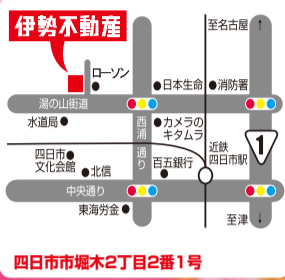 伊勢不動産
至名古屋
ローソン
日本生命
消防署
湯の山街道
水道局
西浦通り
カメラの
キタムラ
1
四日市
文化会館
北信
百五銀行
近鉄
四日市駅
中央通り
東海労金
至津
四日市市堀木2丁目2番1号